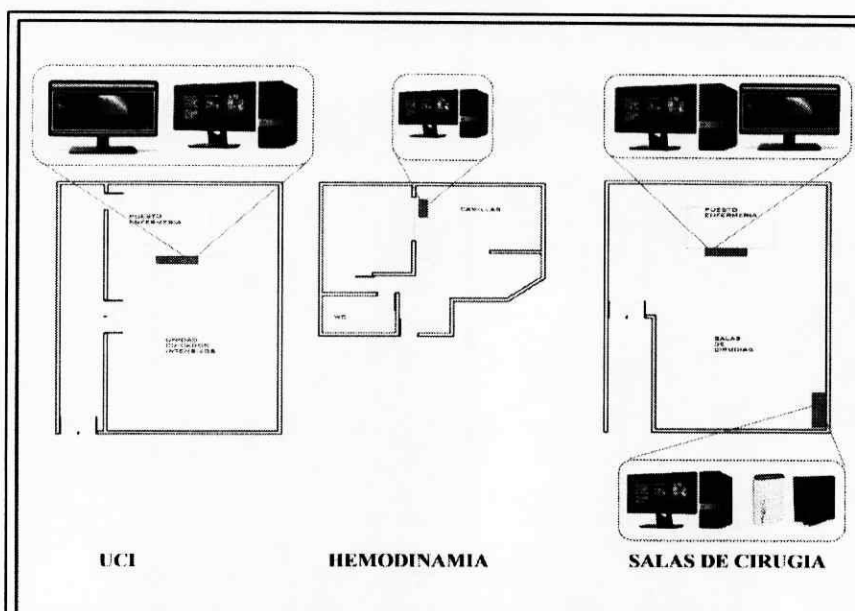 PUESTO
ENFERMERIA
UNIDAD
CUIDADOS
INTENSIVOS
UCI
CAMILLAS
WC
HEMODINAMIA
PUESTO
ENFERMERIA
SALAS
DE
CIRUGIAS
SALAS DE CIRUGIA